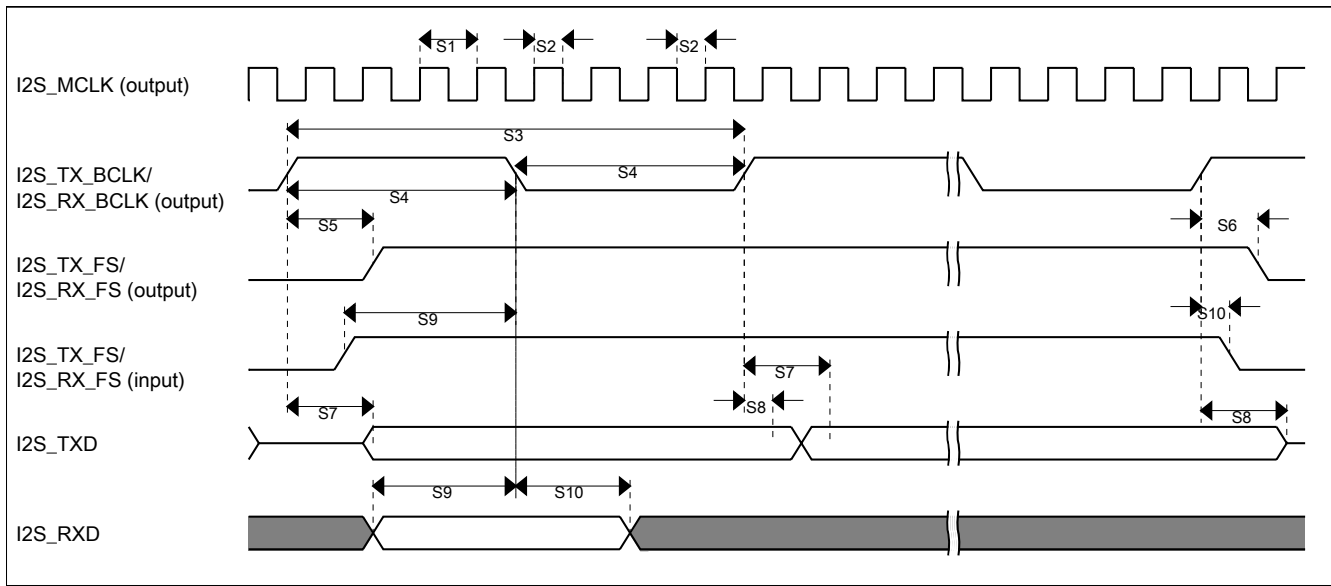 S1 S2 S2
I2S_MCLK (output)
S3
I2S_TX_BCLK/
I2S_RX_BCLK (output)
S4
S4
S5 S6
I2S_TX_FS/
I2S_RX_FS (output)
S9 S10
I2S_TX_FS/
I2S_RX_FS (input)
S7
S7 S8 S8
I2S_TXD
S9 S10
I2S_RXD